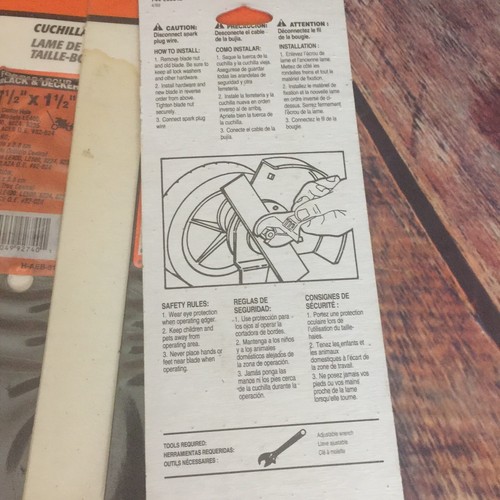 CUCHILLA
LAME DE
TAILLE-BO
BLACK & DECKER
½" X 1½"
CAUTION:
Disconnect spark
plug wire.
HOW TO INSTALL:
1. Remove blade nut
and old blade. Be sure to
keep all lock washers
and other hardware.
2. Install hardware and
new blade in reverse
order from above.
Tighten blade nut
securely.
3. Connect spark plug
wire
PRECAUCION:
Desconecte el cable
de la bujía.
COMO INSTALAR:
1. Saque la tuerca de la
cuchilla y la cuchilla vieja.
Asegúrese de guardar
todas las arandelas de
seguridad y otra
ferretería.
2. Instale la ferretería y la
cuchilla nueva en orden
inverso al de arriba.
Apriete bien la tuerca de
la cuchilla.
3. Conecte el cable de la
bujía.
ATTENTION :
Déconnectez le fil
de la bougie.
INSTALLATION :
1. Enlevez l'écrou de
lame et l'ancienne lame.
Mettez de côté les
rondelles freins et tout le
matériel de fixation.
2. Installez le matériel de
fixation et la nouvelle lame
en ordre inverse de
ci-dessus. Serrez fermement
l'écrou de la lame.
3. Connectez le fil de la
bougie.
SAFETY RULES:
1. Wear eye protection
when operating edger.
2. Keep children and
pets away from
operating area.
3. Never place hands or
feet near blade when
operating.
REGLAS DE
SEGURIDAD:
1. Use protección para
los ojos al operar la
cortadora de bordes.
2. Mantenga a los niños
y a los animales
domésticos alejados de
la zona de operación.
3. Jamás ponga las
manos ni los pies cerca
de la cuchilla durante la
operación.
CONSIGNES DE
SÉCURITÉ :
1. Portez une protection
oculaire lors de
l'utilisation du taille-
haies.
2. Tenez les enfants et
les animaux
domestiques à l'écart de
la zone de travail.
3. Ne posez jamais vos
pieds ou vos mains
proche de la lame
lorsqu'elle tourne.
TOOLS REQUIRED:
HERRAMIENTAS REQUERIDAS:
OUTILS NÉCESSAIRES :
Adjustable wrench
Llave ajustable
Clé à molette